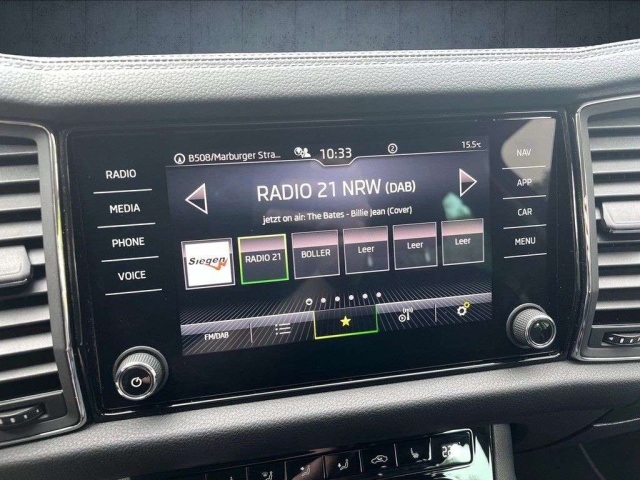 B508/Marburger Stra... 10:33 2 15.5°C
RADIO
MEDIA
PHONE
VOICE
RADIO 21 NRW (DAB)
jetzt on air: The Bates - Billie Jean (Cover)
Siegen RADIO 21 BOLLER Leer Leer Leer
FM/DAB
NAV
APP
CAR
MENU